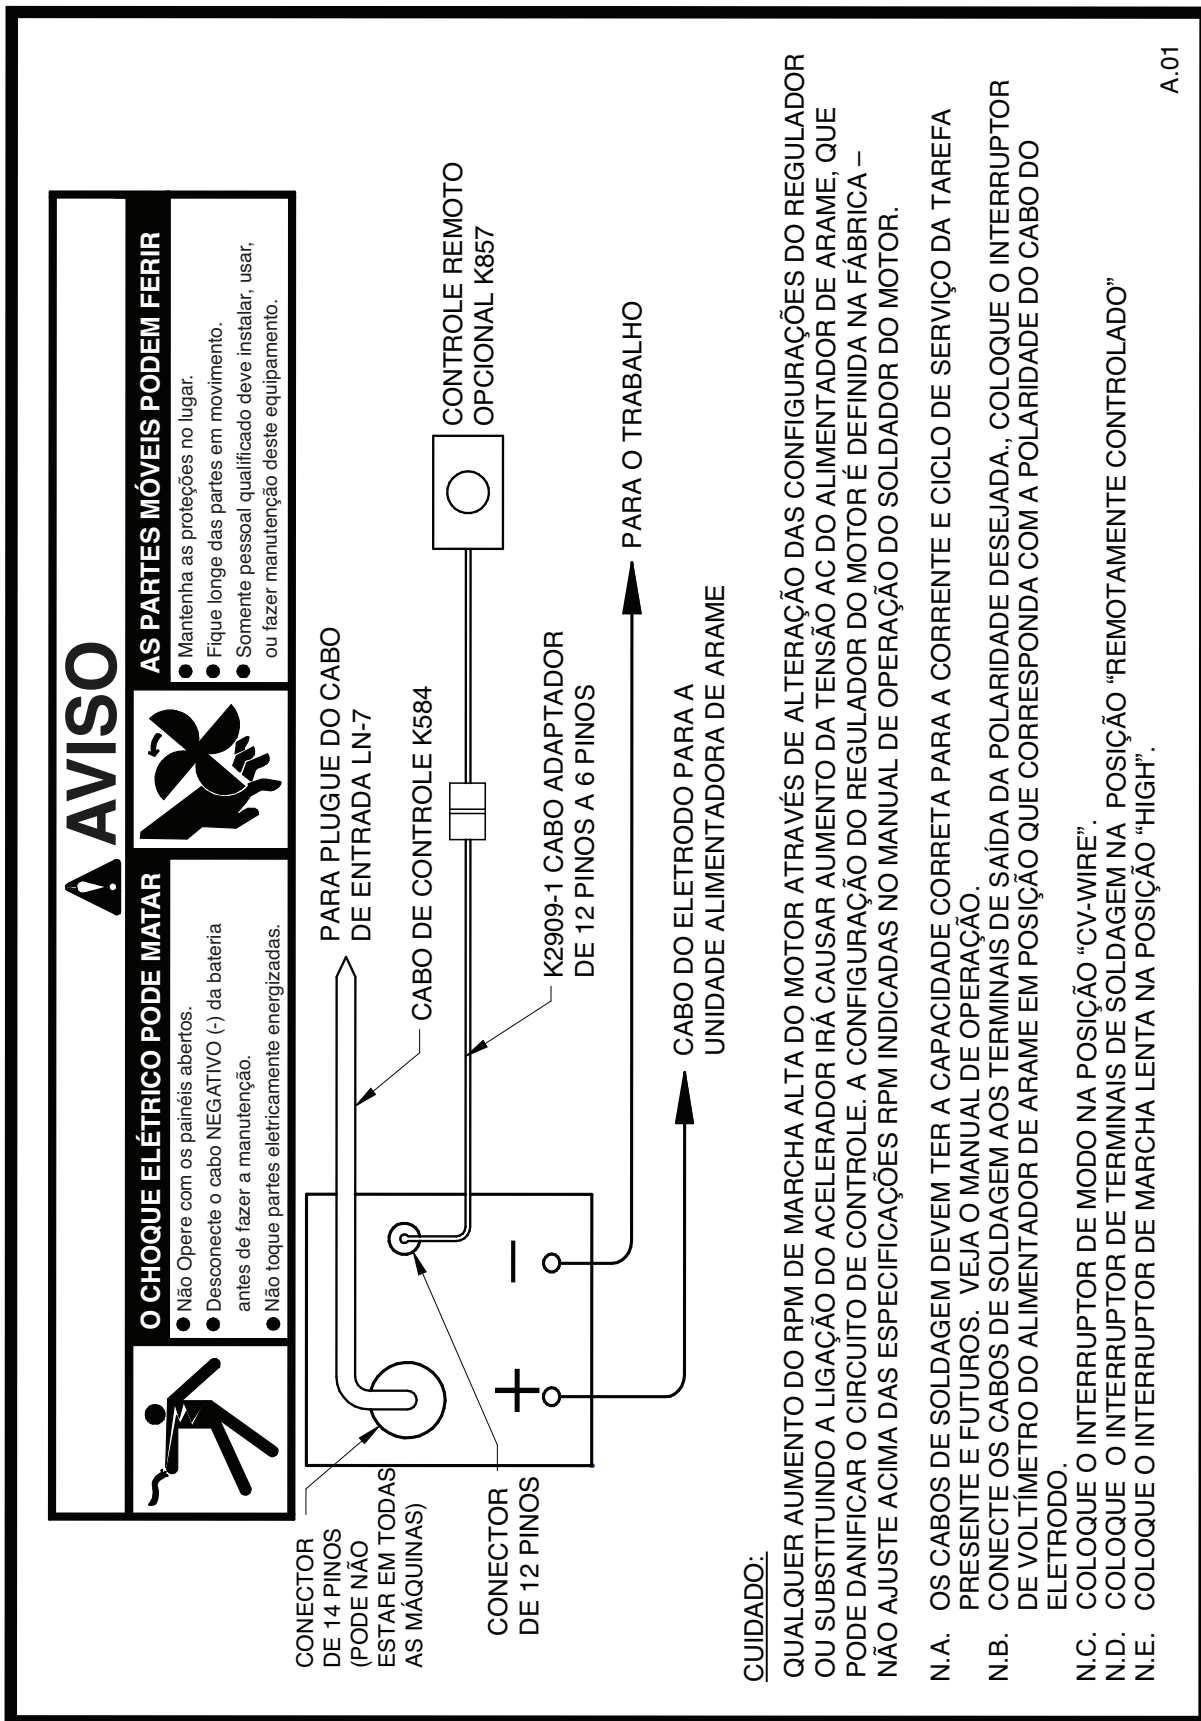 AVISO
O CHOQUE ELÉTRICO PODE MATAR
● Não Opere com os painéis abertos.
● Desconecte o cabo NEGATIVO (-) da bateria
antes de fazer a manutenção.
● Não toque partes eletricamente energizadas.
AS PARTES MÓVEIS PODEM FERIR
● Mantenha as proteções no lugar.
● Fique longe das partes em movimento.
● Somente pessoal qualificado deve instalar, usar,
ou fazer manutenção deste equipamento.
CONECTOR
DE 14 PINOS
(PODE NÃO
ESTAR EM TODAS
AS MÁQUINAS)
CONECTOR
DE 12 PINOS
+
−
PARA PLUGUE DO CABO
DE ENTRADA LN-7
CABO DE CONTROLE K584
K2909-1 CABO ADAPTADOR
DE 12 PINOS A 6 PINOS
CONTROLE REMOTO
OPCIONAL K857
PARA O TRABALHO
CABO DO ELETRODO PARA A
UNIDADE ALIMENTADORA DE ARAME
CUIDADO:
QUALQUER AUMENTO DO RPM DE MARCHA ALTA DO MOTOR ATRAVÉS DE ALTERAÇÃO DAS CONFIGURAÇÕES DO REGULADOR
OU SUBSTITUINDO A LIGAÇÃO DO ACELERADOR IRÁ CAUSAR AUMENTO DA TENSÃO AC DO ALIMENTADOR DE ARAME, QUE
PODE DANIFICAR O CIRCUITO DE CONTROLE. A CONFIGURAÇÃO DO REGULADOR DO MOTOR É DEFINIDA NA FÁBRICA –
NÃO AJUSTE ACIMA DAS ESPECIFICAÇÕES RPM INDICADAS NO MANUAL DE OPERAÇÃO DO SOLDADOR DO MOTOR.
N.A. OS CABOS DE SOLDAGEM DEVEM TER A CAPACIDADE CORRETA PARA A CORRENTE E CICLO DE SERVIÇO DA TAREFA
PRESENTE E FUTUROS. VEJA O MANUAL DE OPERAÇÃO.
N.B. CONECTE OS CABOS DE SOLDAGEM AOS TERMINAIS DE SAÍDA DA POLARIDADE DESEJADA., COLOQUE O INTERRUPTOR
DE VOLTÍMETRO DO ALIMENTADOR DE ARAME EM POSIÇÃO QUE CORRESPONDA COM A POLARIDADE DO CABO DO
ELETRODO.
N.C. COLOQUE O INTERRUPTOR DE MODO NA POSIÇÃO “CV-WIRE”.
N.D. COLOQUE O INTERRUPTOR DE TERMINAIS DE SOLDAGEM NA POSIÇÃO “REMOTAMENTE CONTROLADO”
N.E. COLOQUE O INTERRUPTOR DE MARCHA LENTA NA POSIÇÃO “HIGH”.
A.01